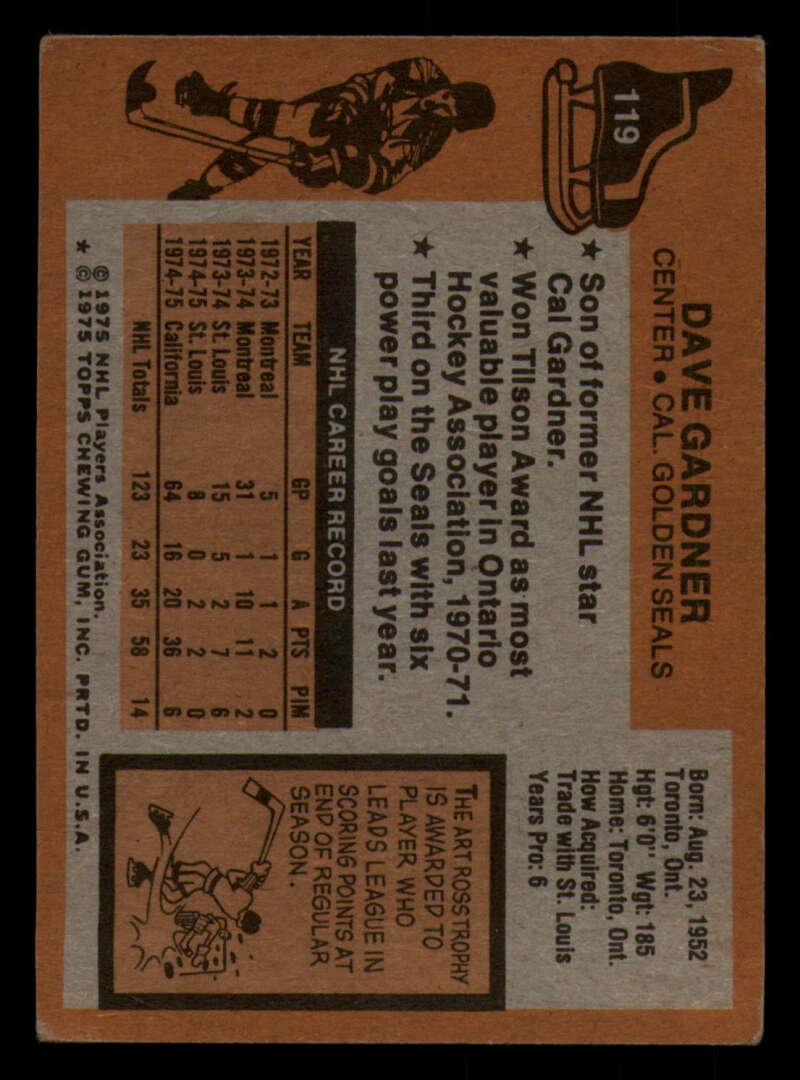 119
DAVE GARDNER
CENTER • CAL. GOLDEN SEALS
★ Son of former NHL star
Cal Gardner.
★ Won Tilson Award as most
valuable player in Ontario
Hockey Association, 1970-71.
★ Third on the Seals with six
power play goals last year.
Born: Aug. 23, 1952
Toronto, Ont.
Hgt: 6'0" Wgt: 185
Home: Toronto, Ont.
How Acquired:
Trade with St. Louis
Years Pro: 6
NHL CAREER RECORD
YEAR TEAM GP G A PTS PIM
1972-73 Montreal 5 1 1 2 0
1973-74 Montreal 31 1 10 11 2
1973-74 St. Louis 15 5 2 7 6
1974-75 St. Louis 8 0 2 2 0
1974-75 California 64 16 20 36 6
NHL Totals 123 23 35 58 14
THE ART ROSS TROPHY
IS AWARDED TO
PLAYER WHO
LEADS LEAGUE IN
SCORING POINTS AT
END OF REGULAR
SEASON.
© 1975 NHL Players Association.
★ © 1975 TOPPS CHEWING GUM, INC. PRTD. IN U.S.A.